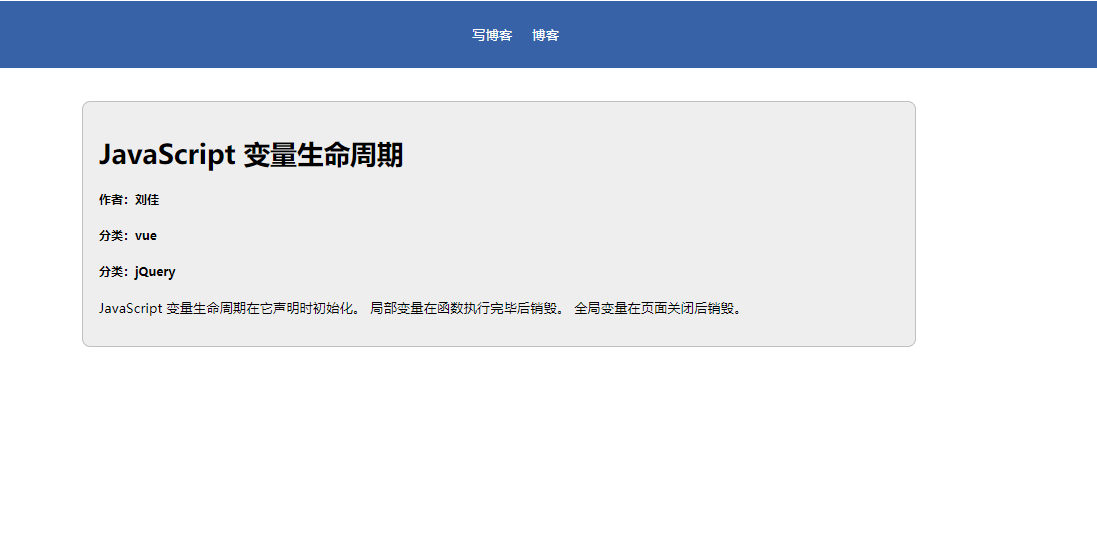 写博客 博客
JavaScript 变量生命周期
作者：刘佳
分类：vue
分类：jQuery
JavaScript 变量生命周期在它声明时初始化。 局部变量在函数执行完毕后销毁。 全局变量在页面关闭后销毁。